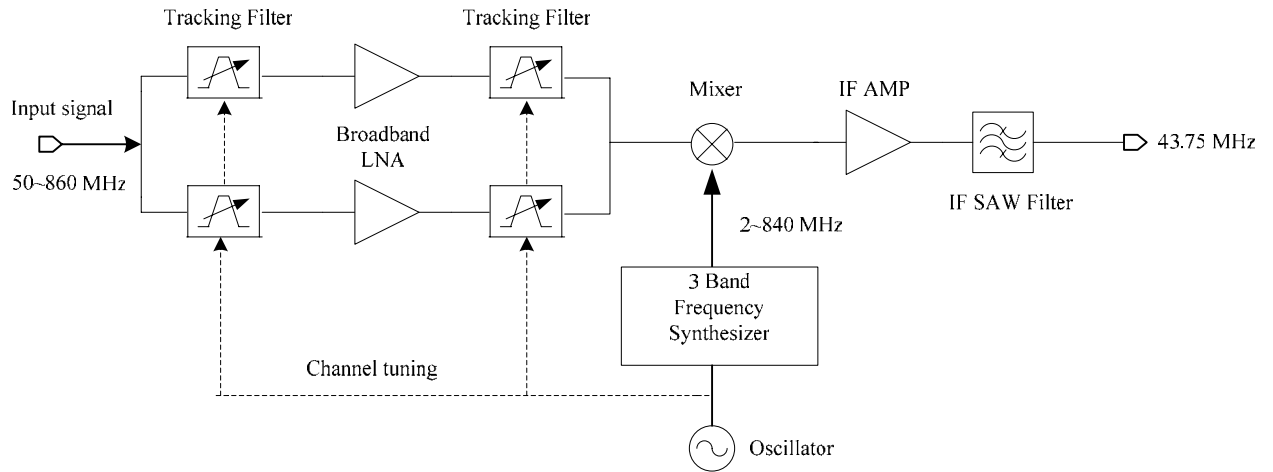 Tracking Filter
Tracking Filter
Input signal
50~860 MHz
Broadband
LNA
Mixer
IF AMP
43.75 MHz
IF SAW Filter
2~840 MHz
3 Band
Frequency
Synthesizer
Channel tuning
Oscillator